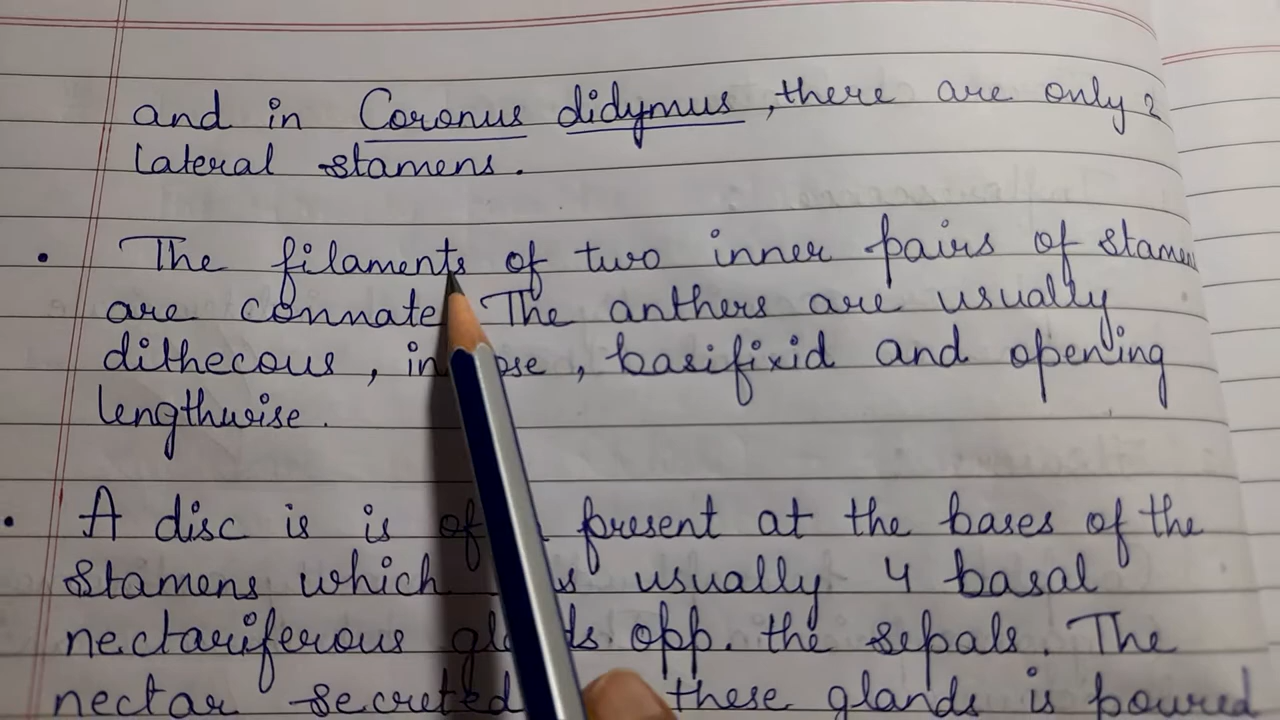 and in Coronus didymus, there are only 2
lateral stamens.
The filaments of two inner pairs of stamens
are connate The anthers are usually
dithecous, basifixid and opening
lengthwise.
A disc is is present at the bases of the
stamens which usually 4 basal
nectariferous opp. the sepals. The
nectar secreted these glands is poured